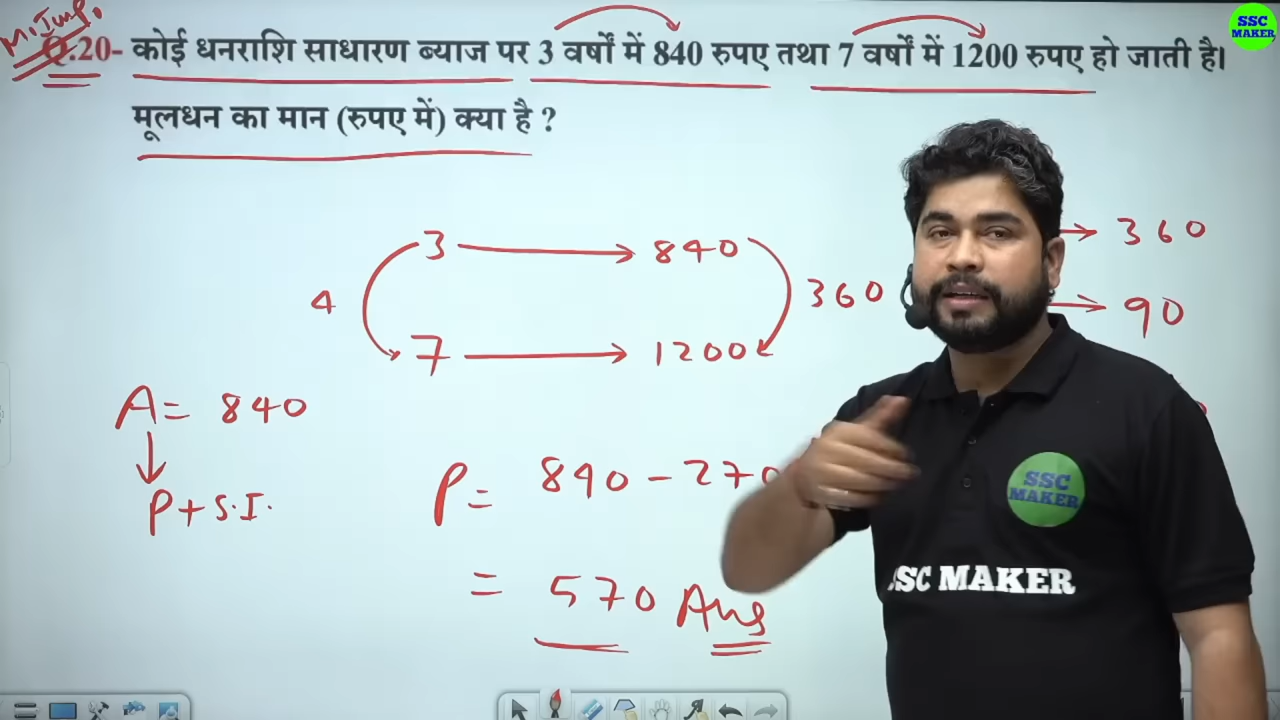 M. Imp.
Q.20- कोई धनराशि साधारण ब्याज पर 3 वर्षों में 840 रुपए तथा 7 वर्षों में 1200 रुपए हो जाती है।
मूलधन का मान (रुपए में) क्या है ?
SSC
MAKER
3 → 840
4
360
7 → 1200
→ 360
→ 90
A = 840
↓
P + S.I.
P = 840 - 270
= 570 Ans
SSC
MAKER
SSC MAKER